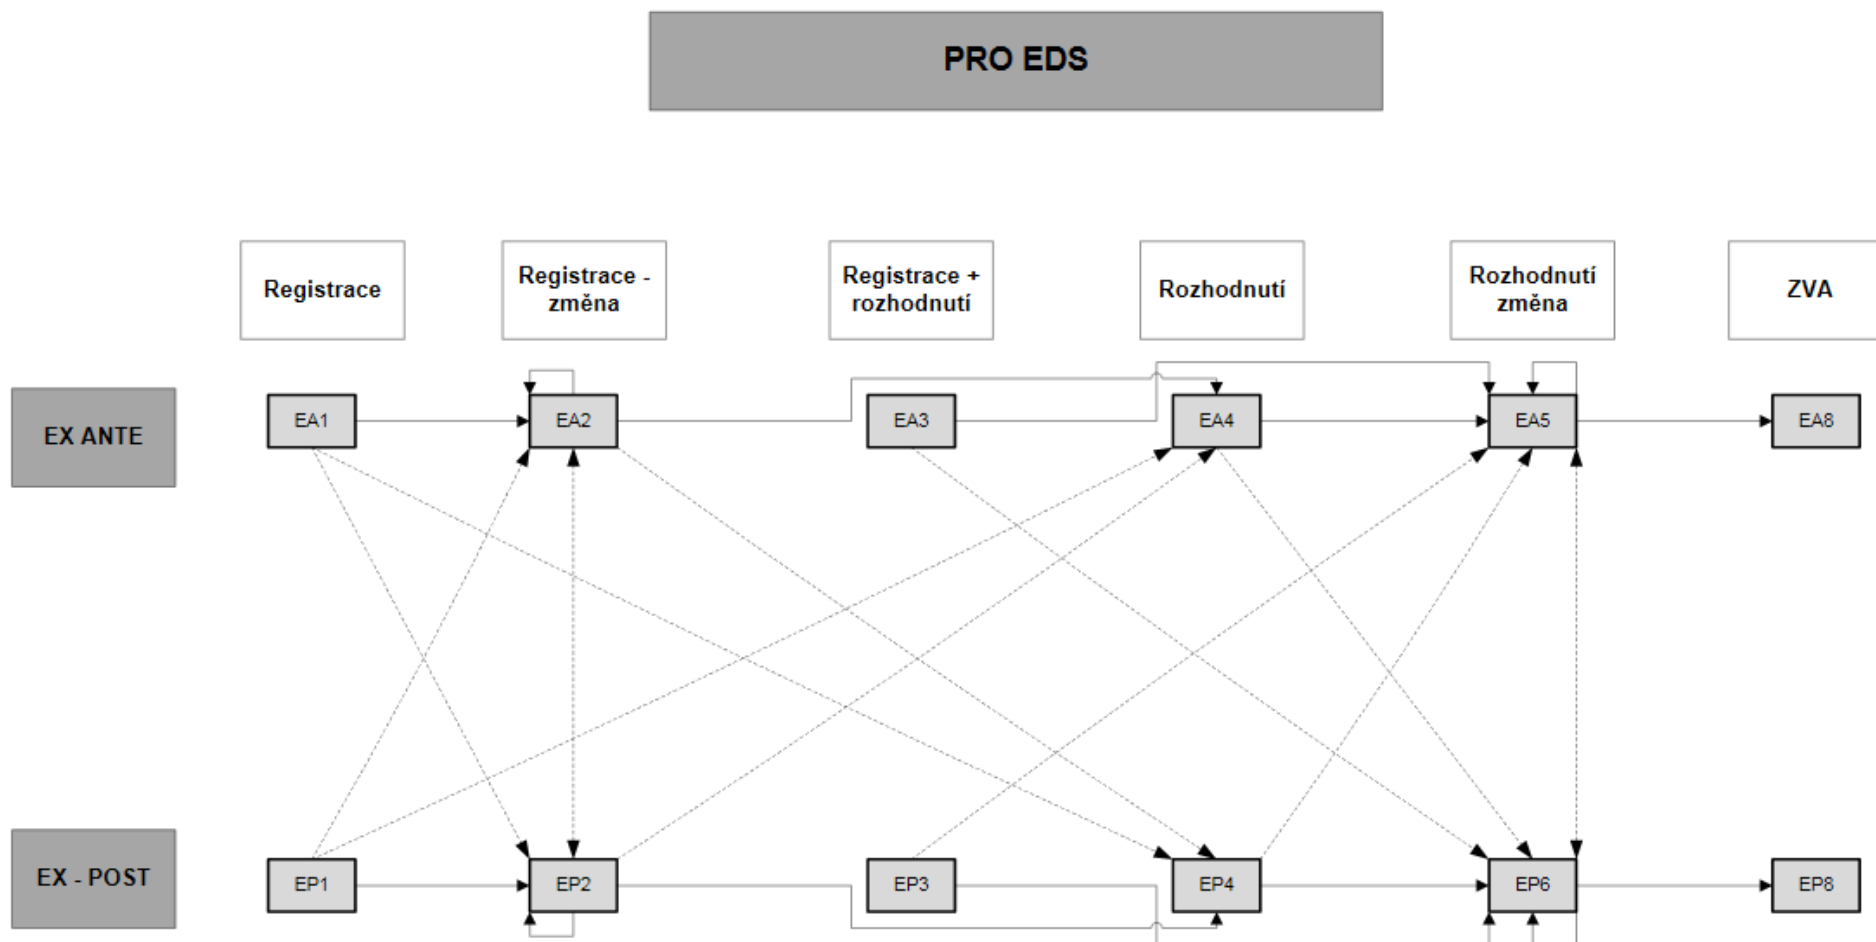 PRO EDS
Registrace
Registrace -
změna
Registrace +
rozhodnutí
Rozhodnutí
Rozhodnutí
změna
ZVA
EX ANTE
EA1
EA2
EA3
EA4
EA5
EA8
EX - POST
EP1
EP2
EP3
EP4
EP6
EP8